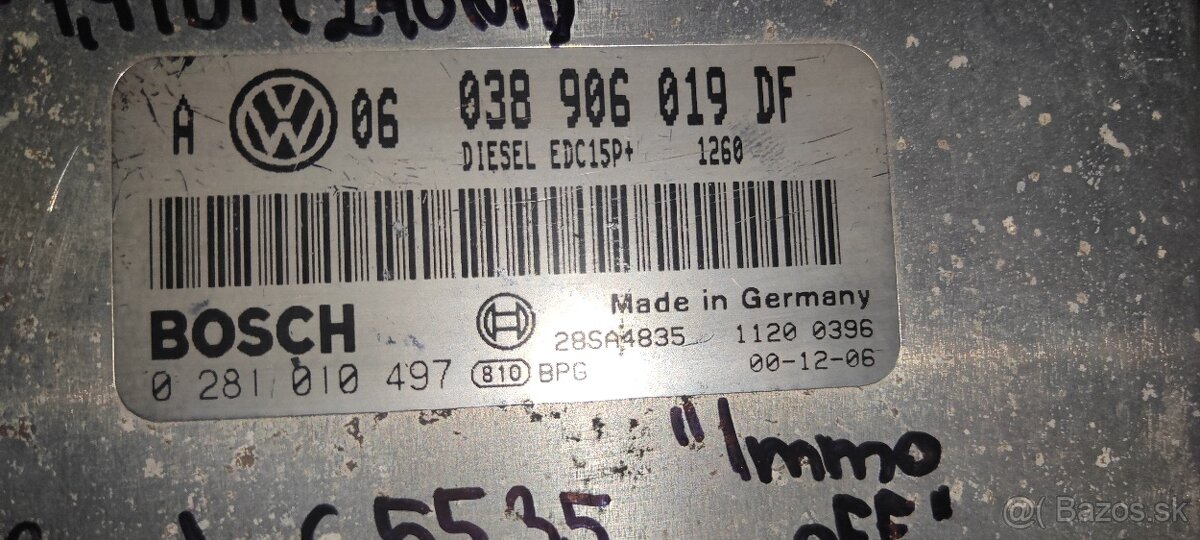 A 06 038 906 019 DF
DIESEL EDC15P+ 1260
BOSCH Made in Germany
28SA4835 1120 0396
0 281 010 497 810 BPG 00-12-06
"Immo
OFF"
65535
@( Bazos.sk